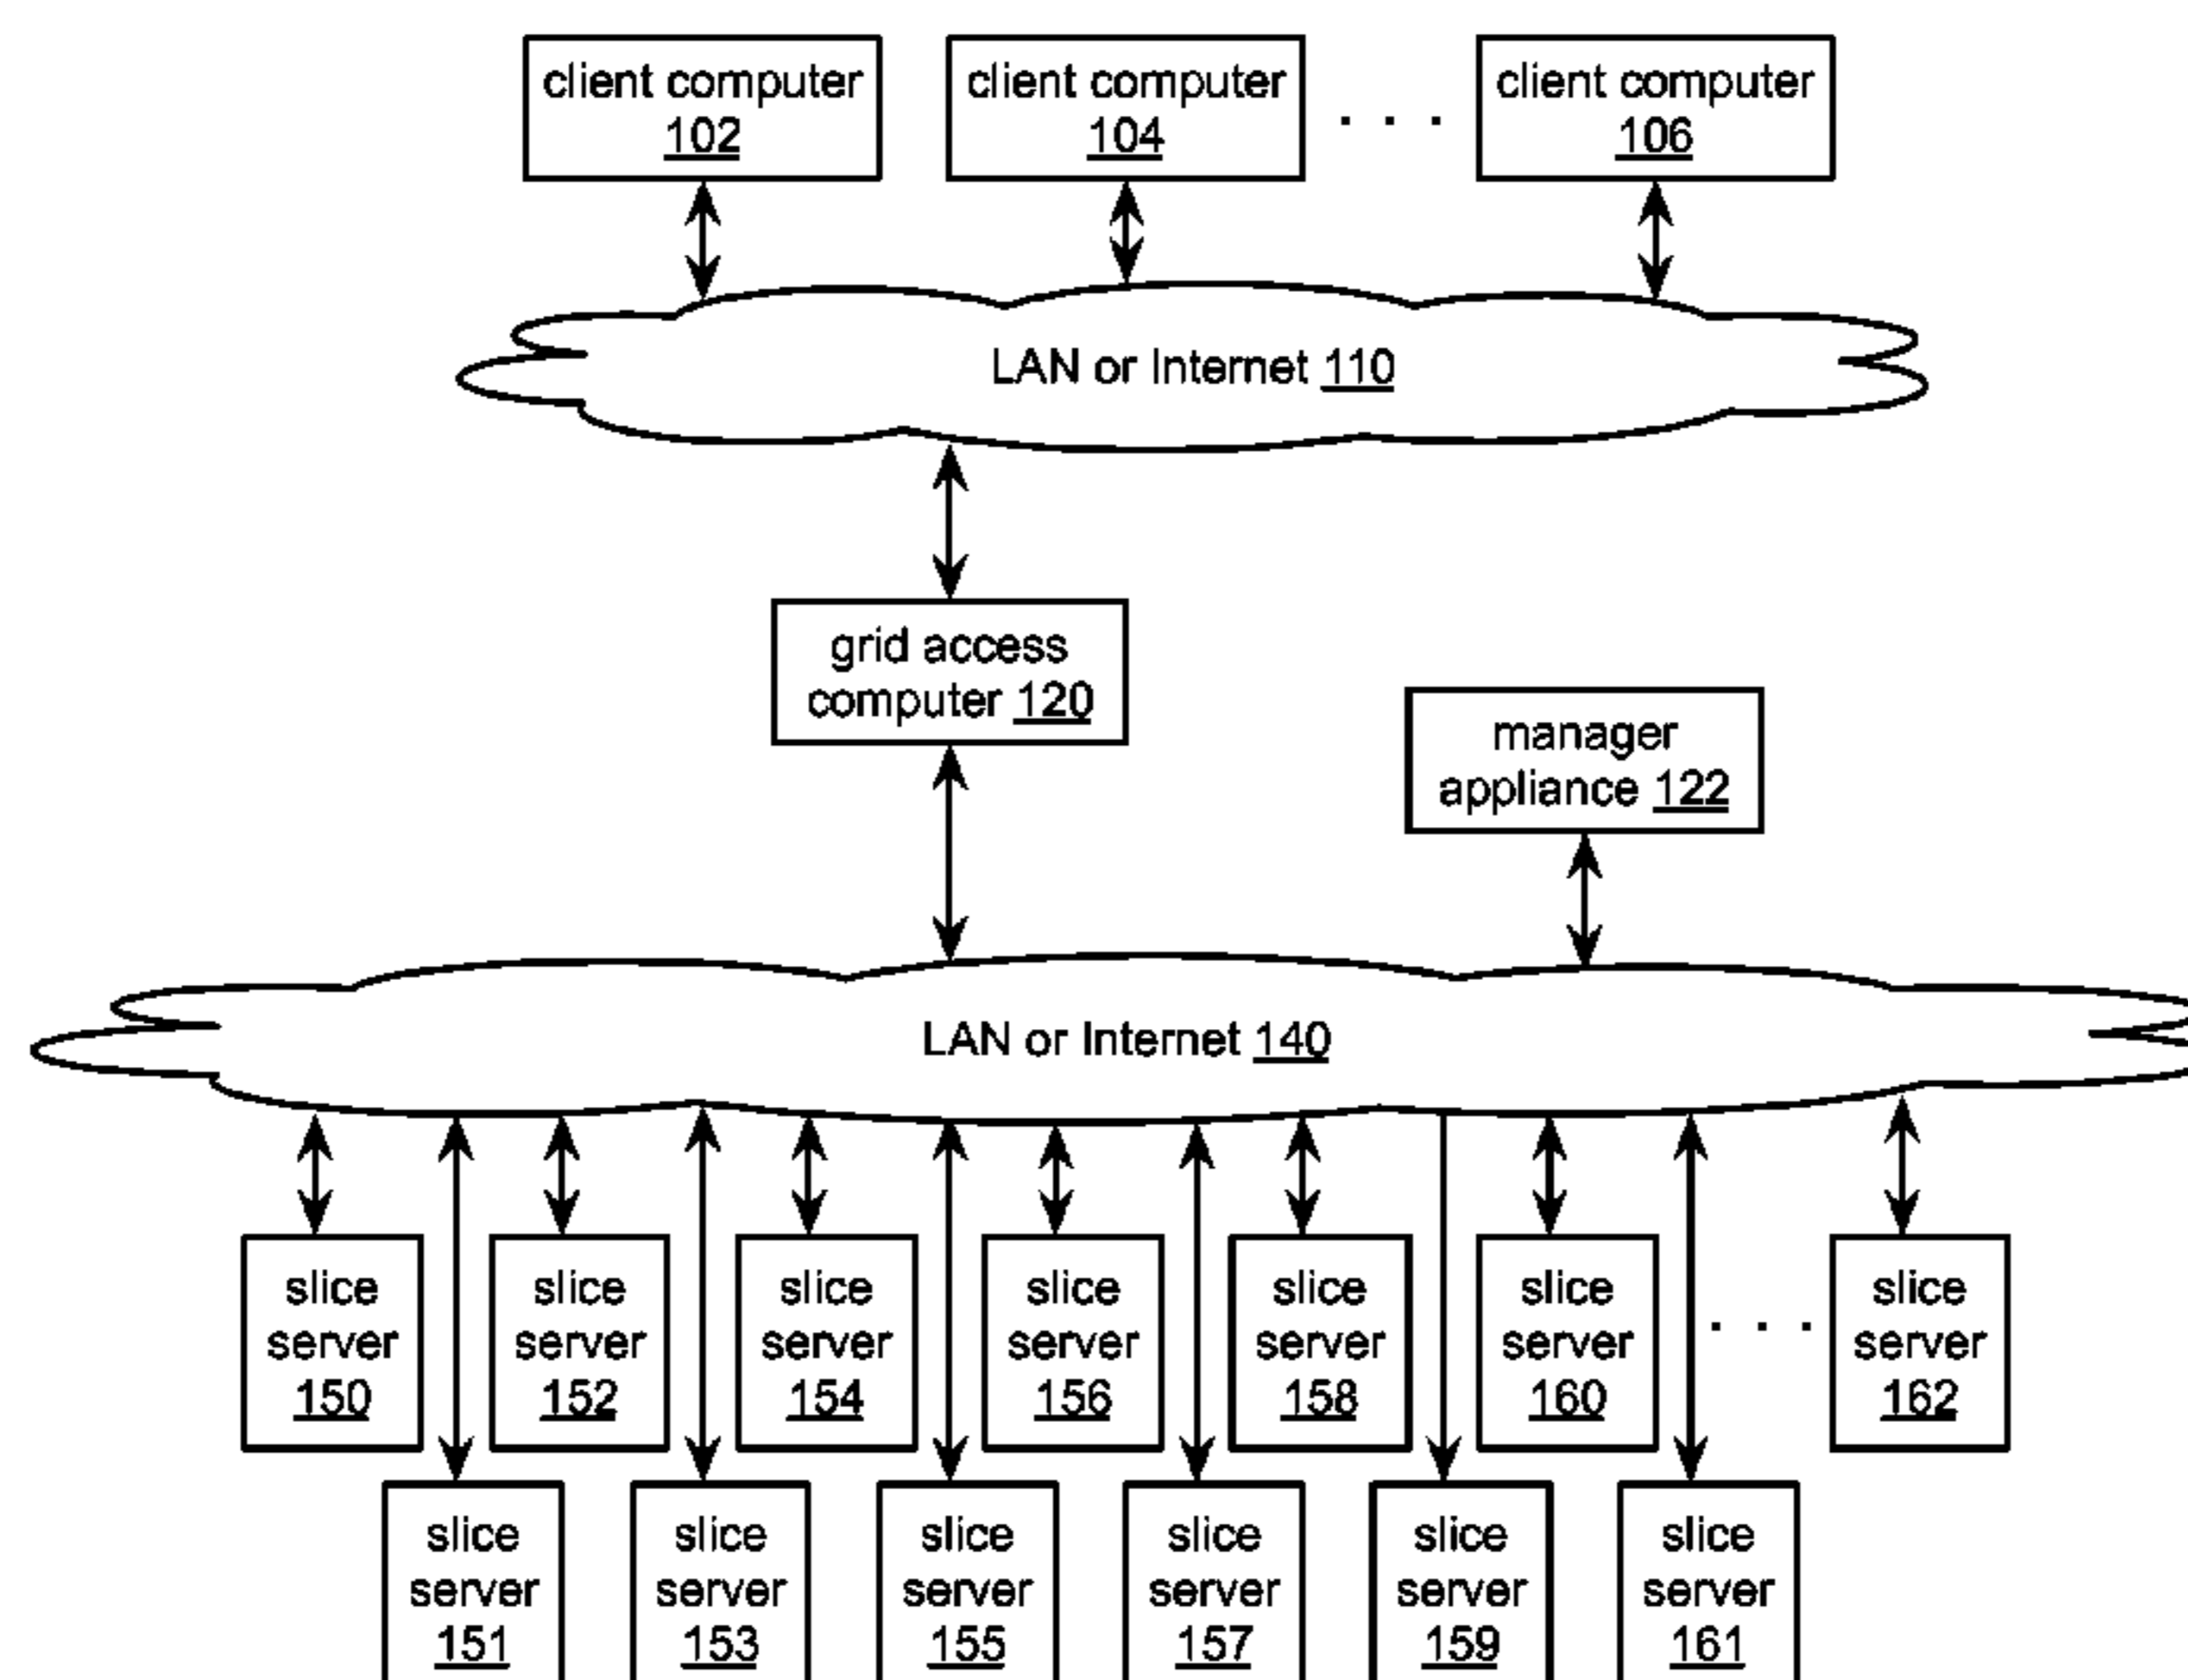 client computer
102
client computer
104
. . .
client computer
106
LAN or Internet 110
grid access
computer 120
manager
appliance 122
LAN or Internet 140
slice
server
150
slice
server
152
slice
server
154
slice
server
156
slice
server
158
slice
server
160
. . .
slice
server
162
slice
server
151
slice
server
153
slice
server
155
slice
server
157
slice
server
159
slice
server
161